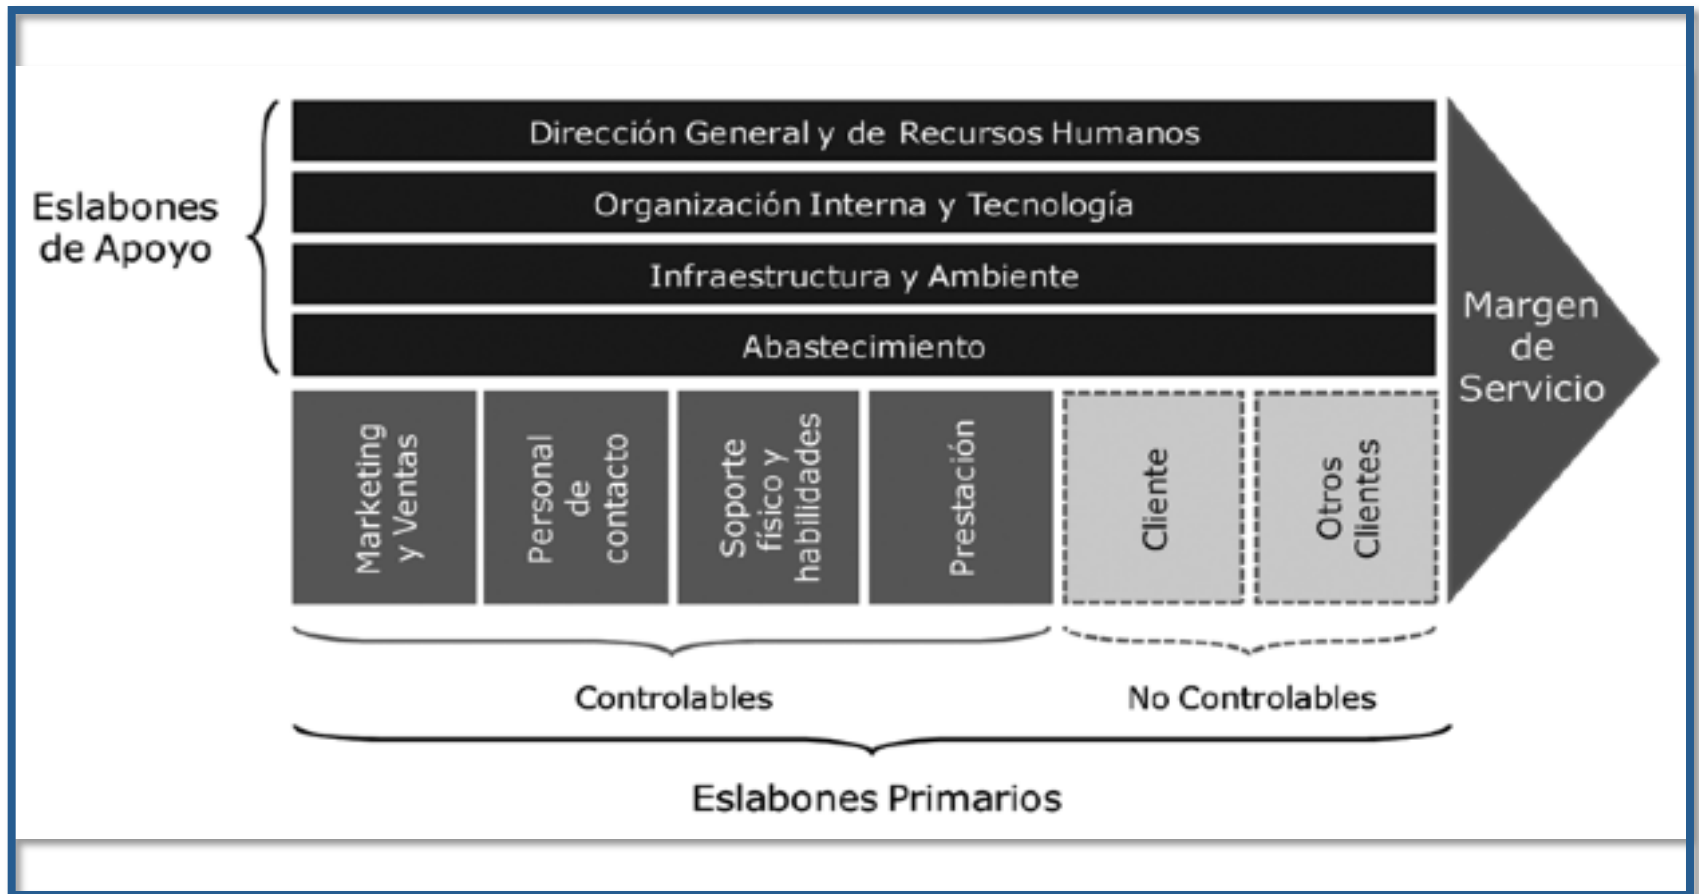 Dirección General y de Recursos Humanos
Organización Interna y Tecnología
Infraestructura y Ambiente
Abastecimiento
Eslabones
de Apoyo
Margen
de
Servicio
Marketing
y Ventas
Personal
de
contacto
Soporte
físico y
habilidades
Prestación
Cliente
Otros
Clientes
Controlables
No Controlables
Eslabones Primarios